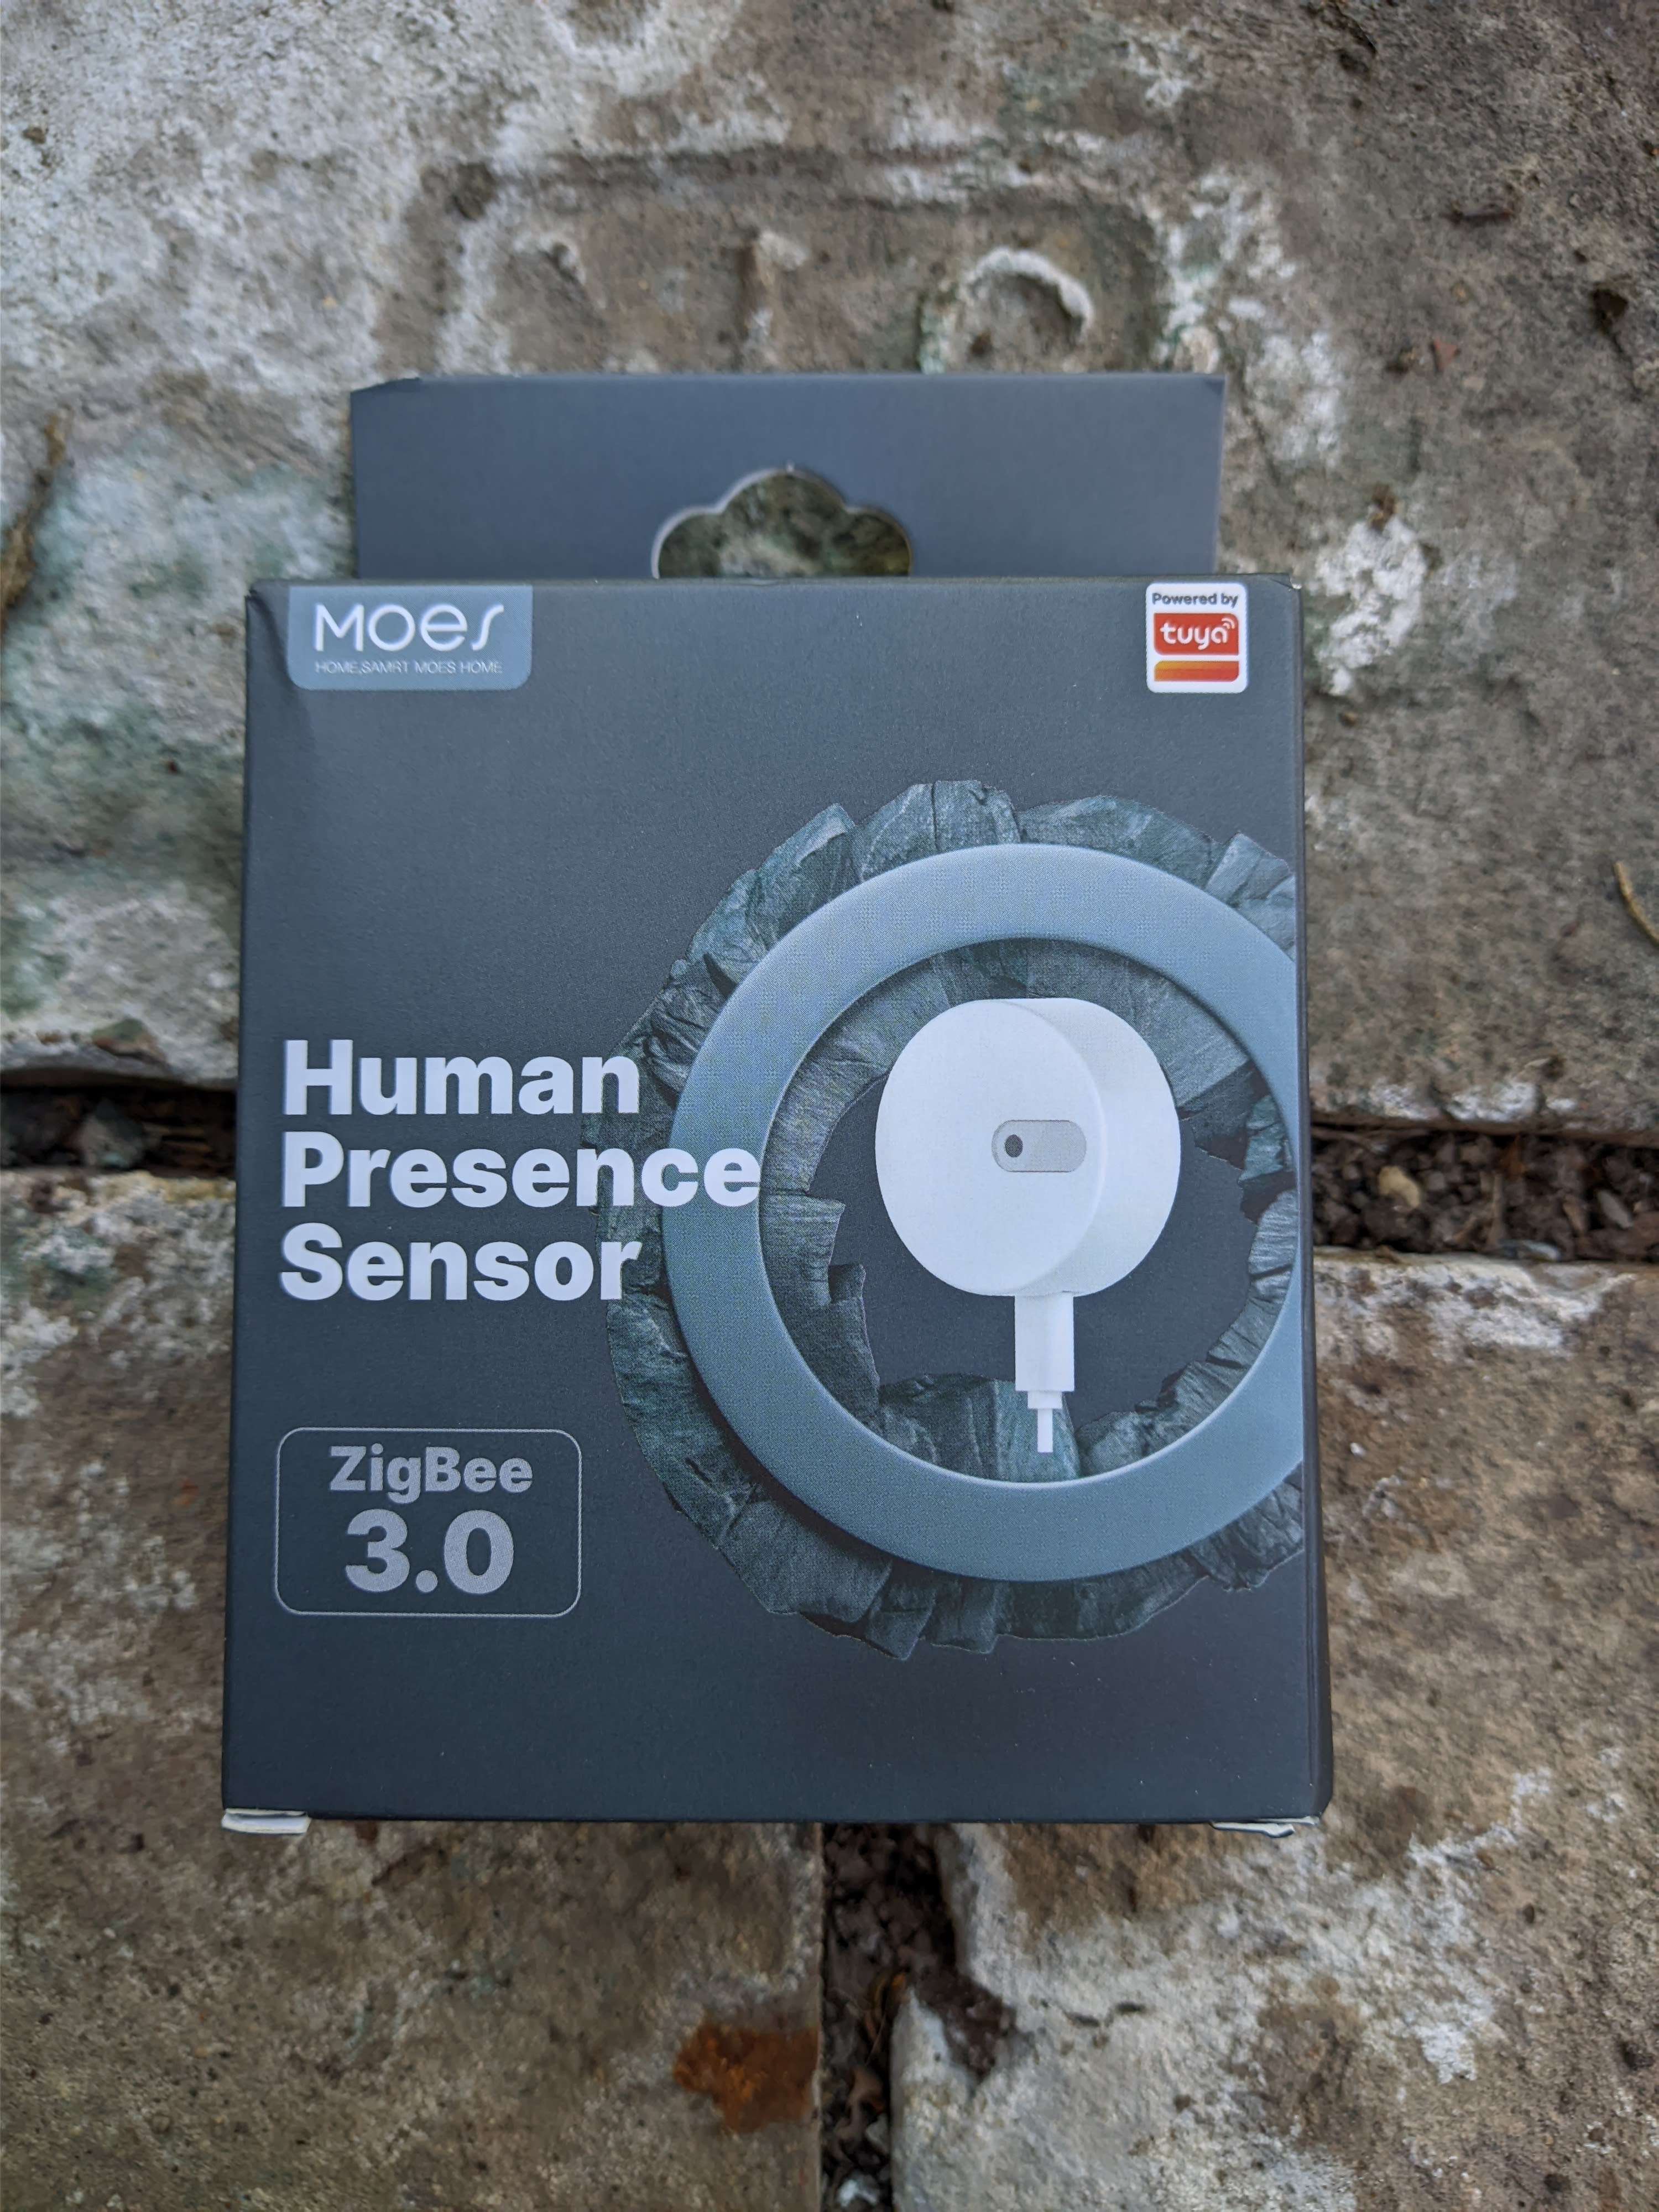 MOES
HOME,SAMRT MOES HOME
Powered by
tuya
Human
Presence
Sensor
ZigBee
3.0